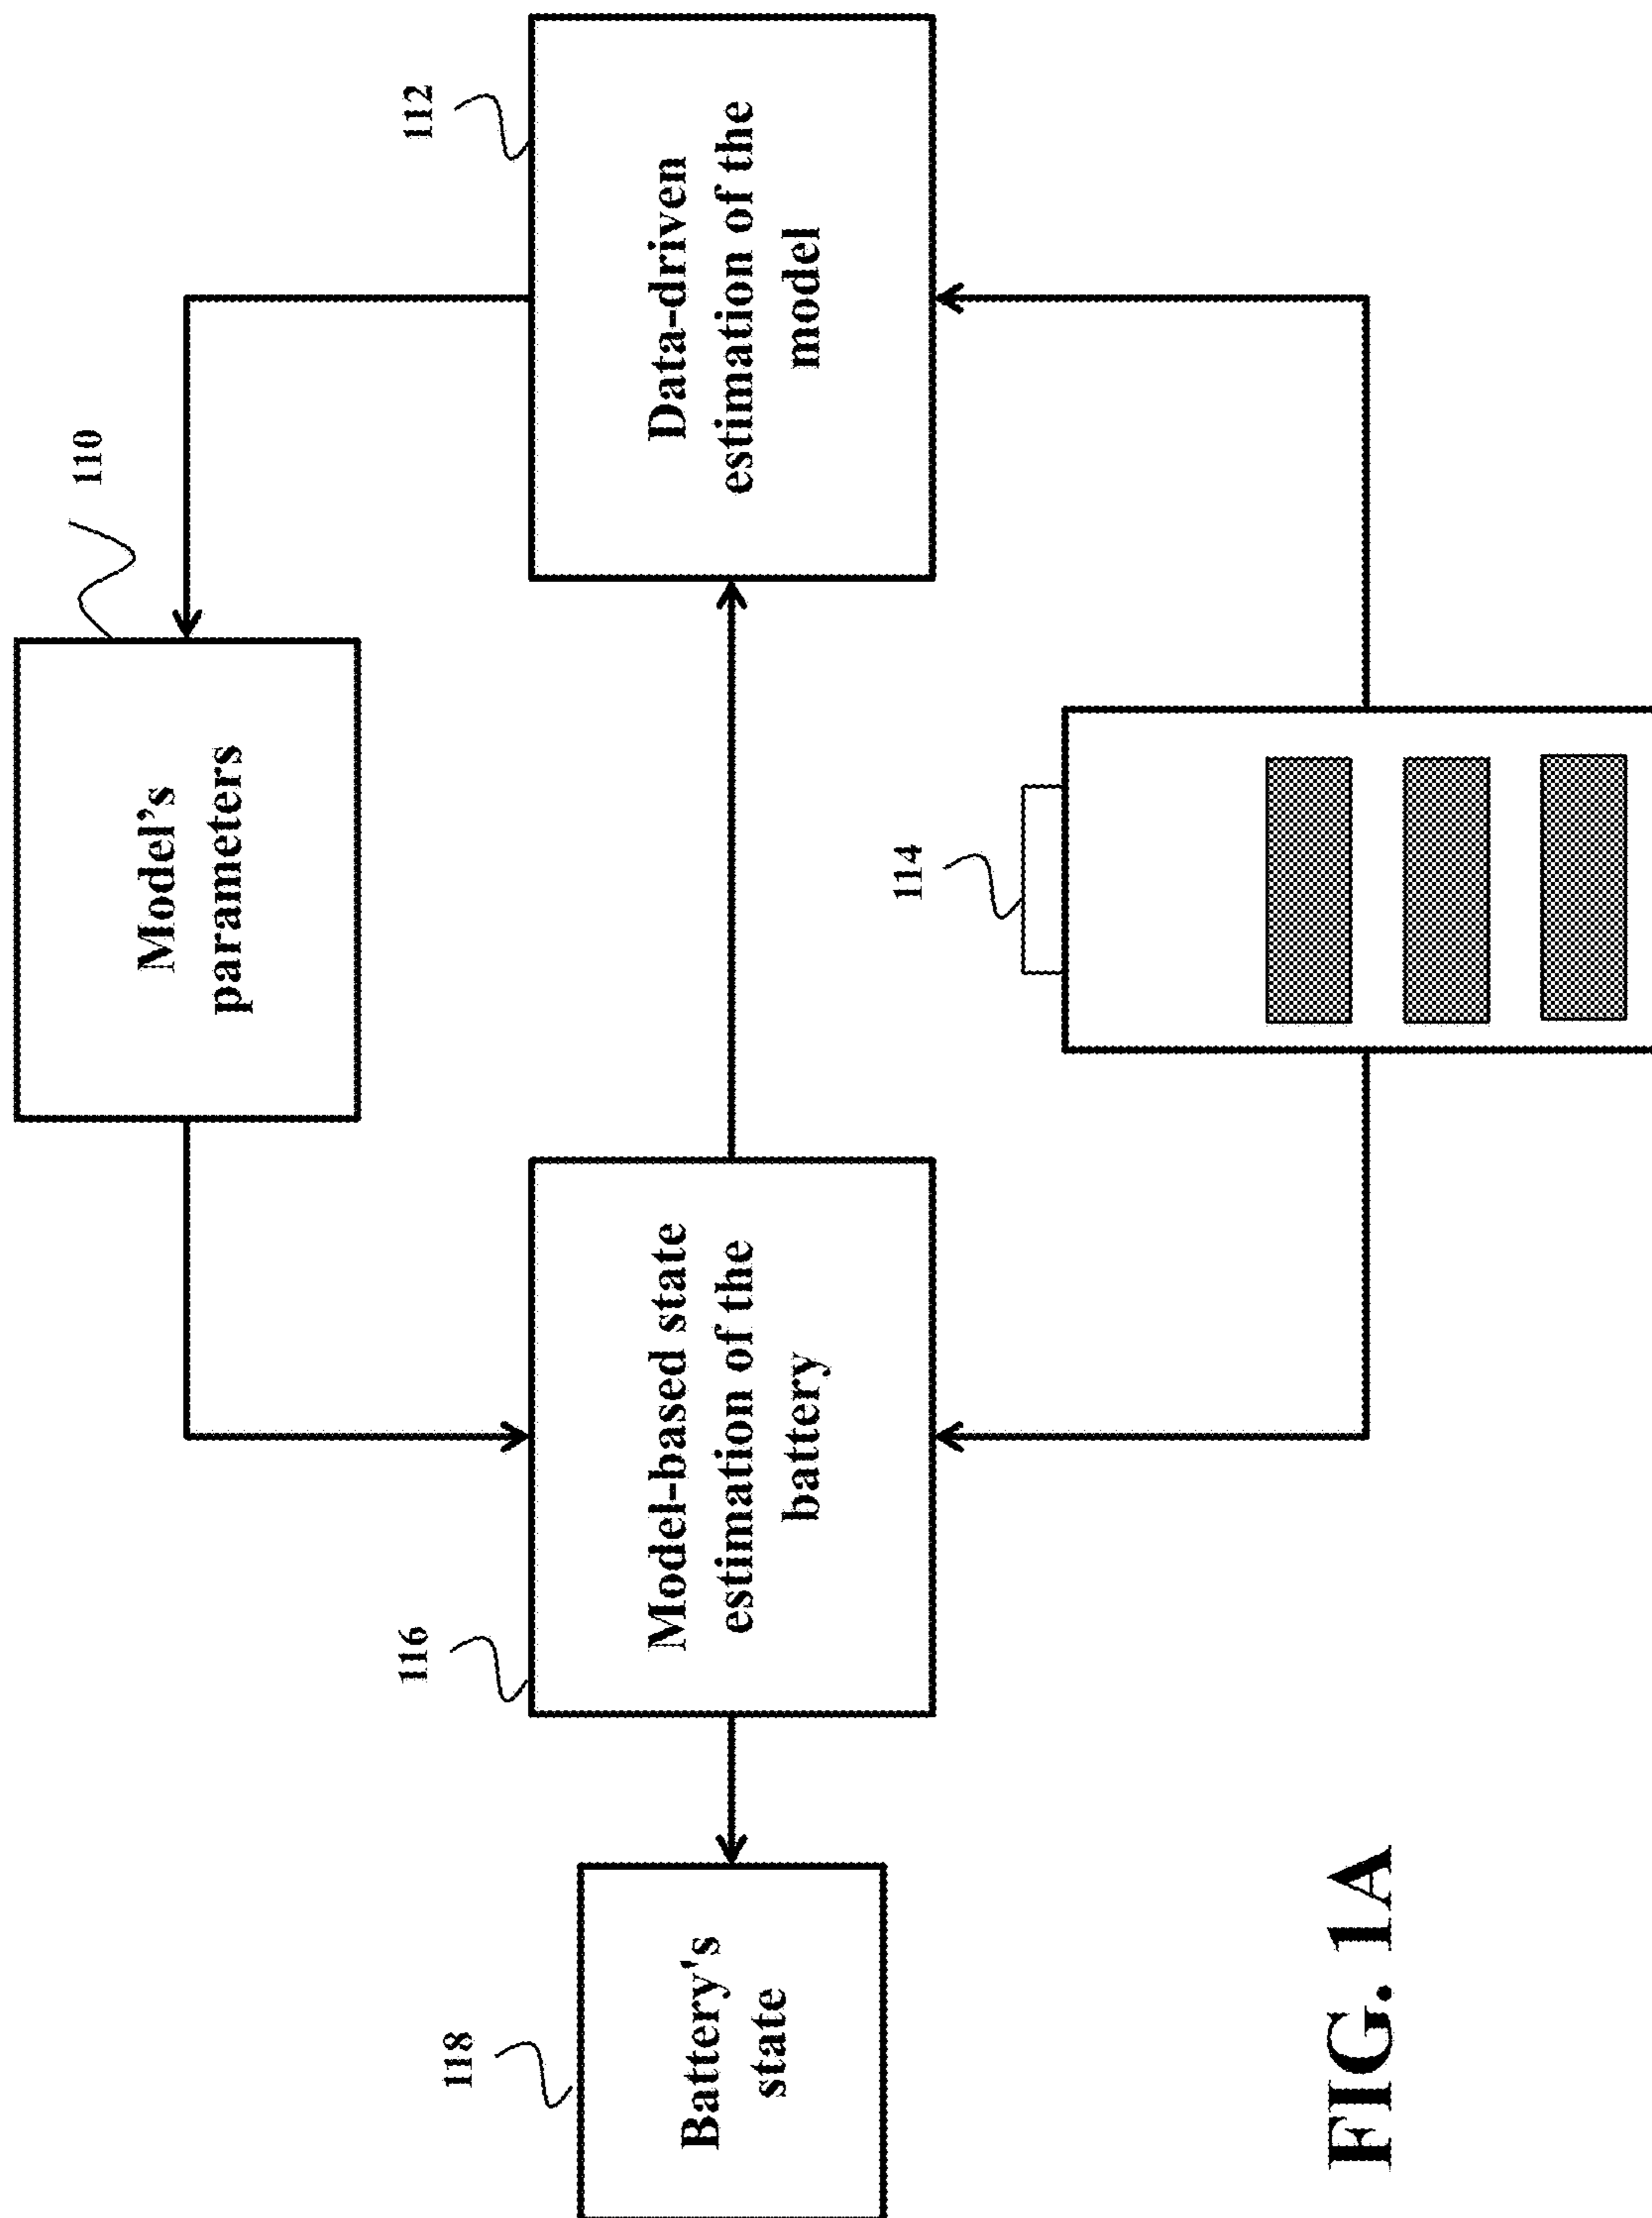 110
Model’s
parameters
118
Battery's
state
116
Model-based state
estimation of the
battery
112
Data-driven
estimation of the
model
114
FIG. 1A